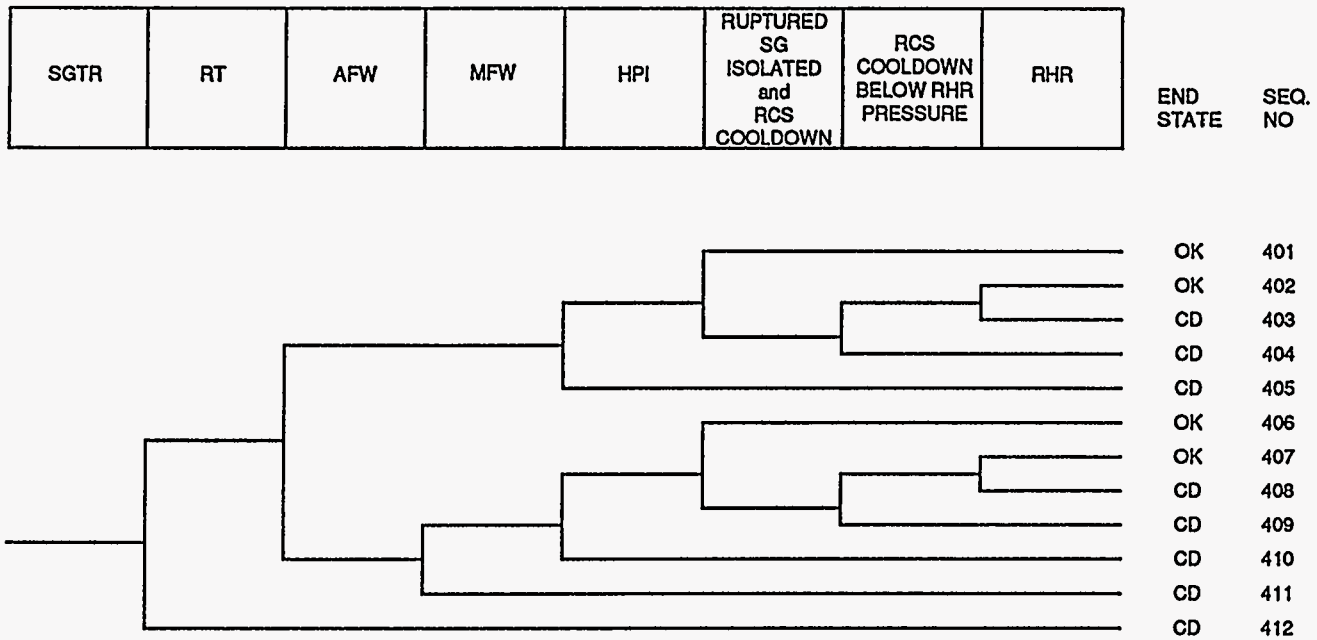 SGTR
RT
AFW
MFW
HPI
RUPTURED
SG
ISOLATED
and
RCS
COOLDOWN
RCS
COOLDOWN
BELOW RHR
PRESSURE
RHR
END
STATE
SEQ.
NO
OK 401
OK 402
CD 403
CD 404
CD 405
OK 406
OK 407
CD 408
CD 409
CD 410
CD 411
CD 412